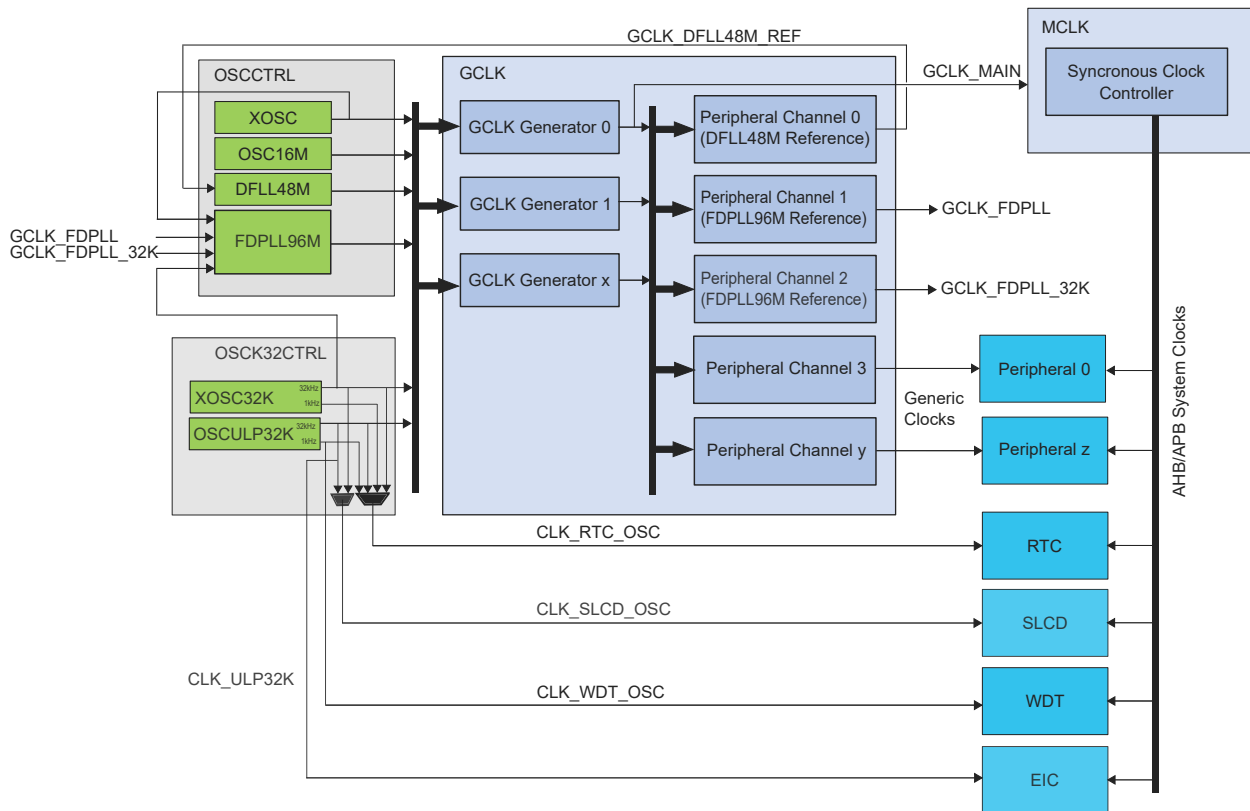 GCLK_DFLL48M_REF
MCLK
OSCCTRL
GCLK
GCLK_MAIN
Syncronous Clock
Controller
XOSC
GCLK Generator 0
Peripheral Channel 0
(DFLL48M Reference)
OSC16M
DFLL48M
GCLK Generator 1
Peripheral Channel 1
(FDPLL96M Reference)
GCLK_FDPLL
GCLK_FDPLL
GCLK_FDPLL_32K
FDPLL96M
GCLK Generator x
Peripheral Channel 2
(FDPLL96M Reference)
GCLK_FDPLL_32K
OSCK32CTRL
Peripheral Channel 3
Peripheral 0
XOSC32K
32kHz
1kHz
Generic
Clocks
OSCULP32K
32kHz
1kHz
Peripheral Channel y
Peripheral z
AHB/APB System Clocks
CLK_RTC_OSC
RTC
CLK_SLCD_OSC
SLCD
CLK_ULP32K
CLK_WDT_OSC
WDT
EIC